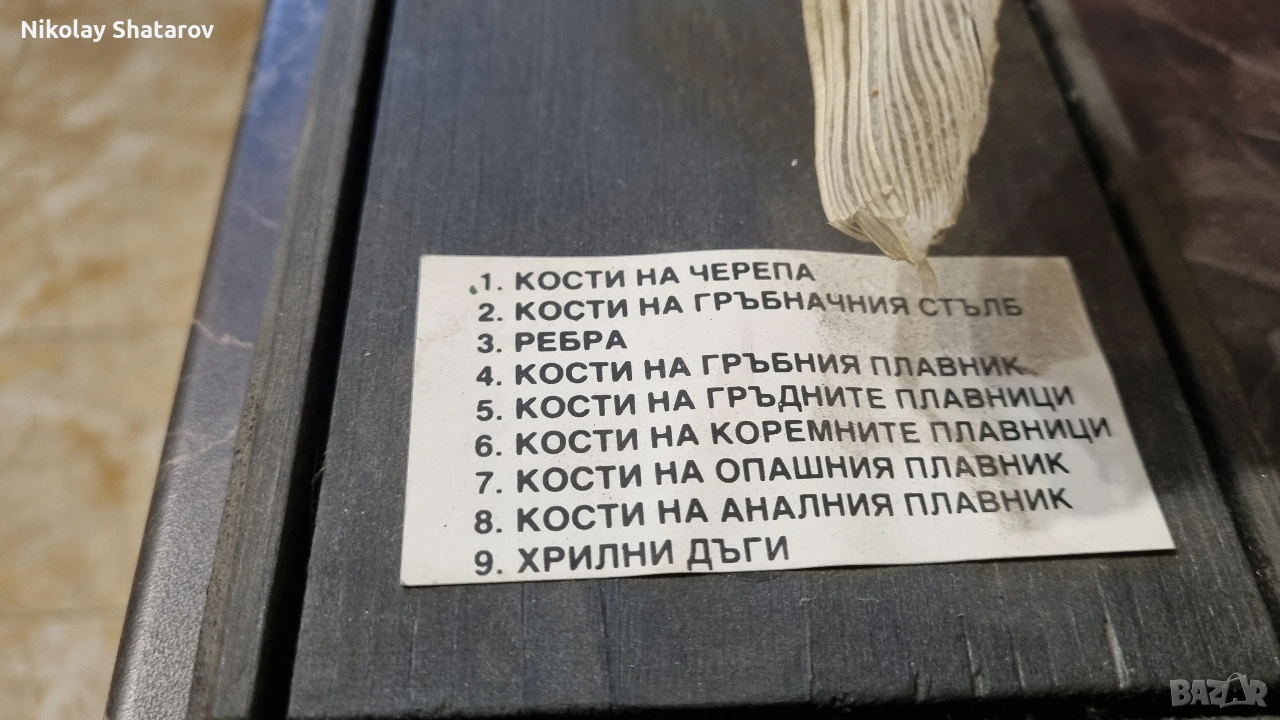 Nikolay Shatarov
1. КОСТИ НА ЧЕРЕПА
2. КОСТИ НА ГРЪБНАЧНИЯ СТЪЛБ
3. РЕБРА
4. КОСТИ НА ГРЪБНИЯ ПЛАВНИК
5. КОСТИ НА ГРЪДНИТЕ ПЛАВНИЦИ
6. КОСТИ НА КОРЕМНИТЕ ПЛАВНИЦИ
7. КОСТИ НА ОПАШНИЯ ПЛАВНИК
8. КОСТИ НА АНАЛНИЯ ПЛАВНИК
9. ХРИЛНИ ДЪГИ
BAZAR